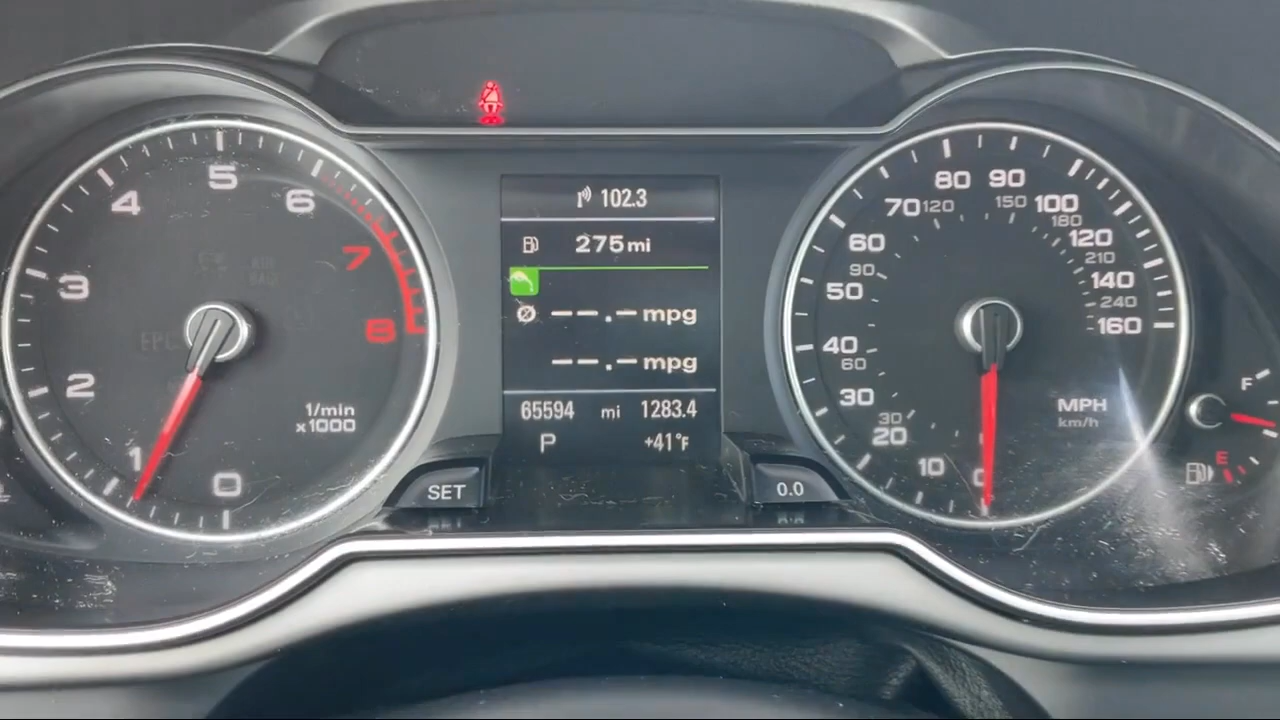 102.3
275 mi
--.- mpg
--.- mpg
65594 mi 1283.4
P +41°F
SET
0.0
0 1 2 3 4 5 6 7 8
1/min
x1000
EPC
10 20 30 40 50 60 70 80 90 100 120 140 160
30 60 90 120 150 180 210 240
MPH
km/h
F
E